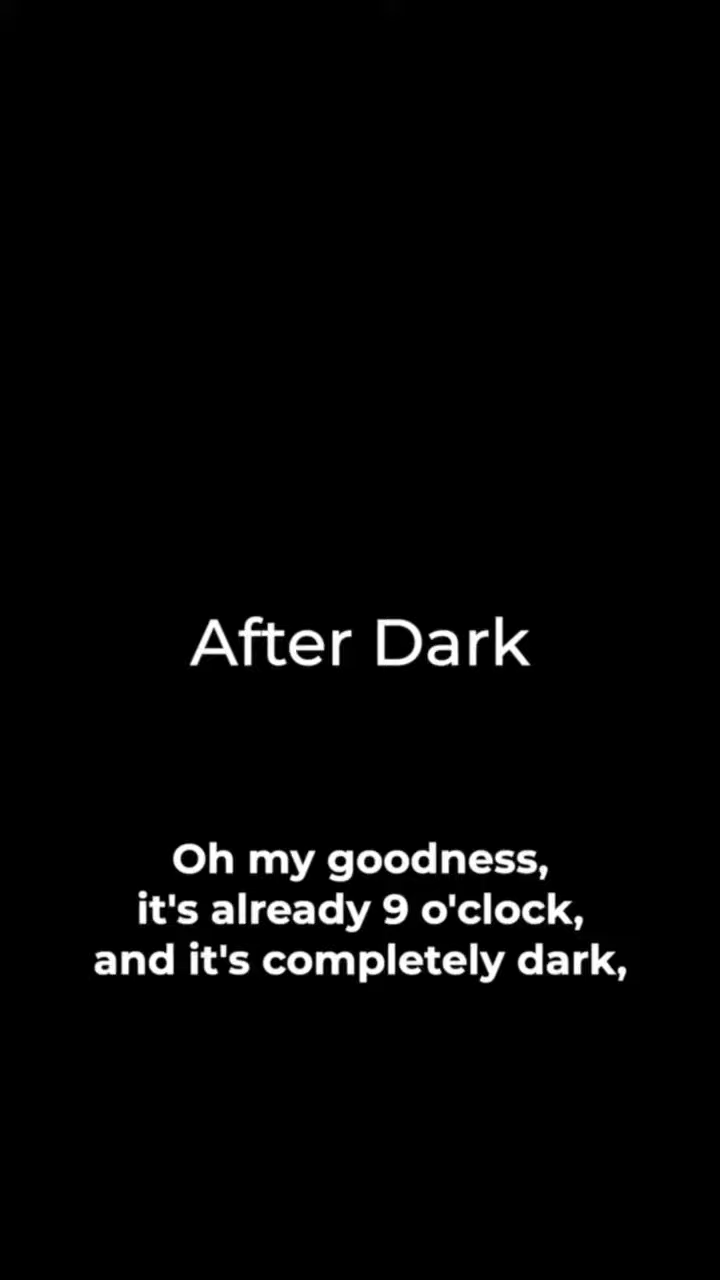 After Dark
Oh my goodness,
it's already 9 o'clock,
and it's completely dark,